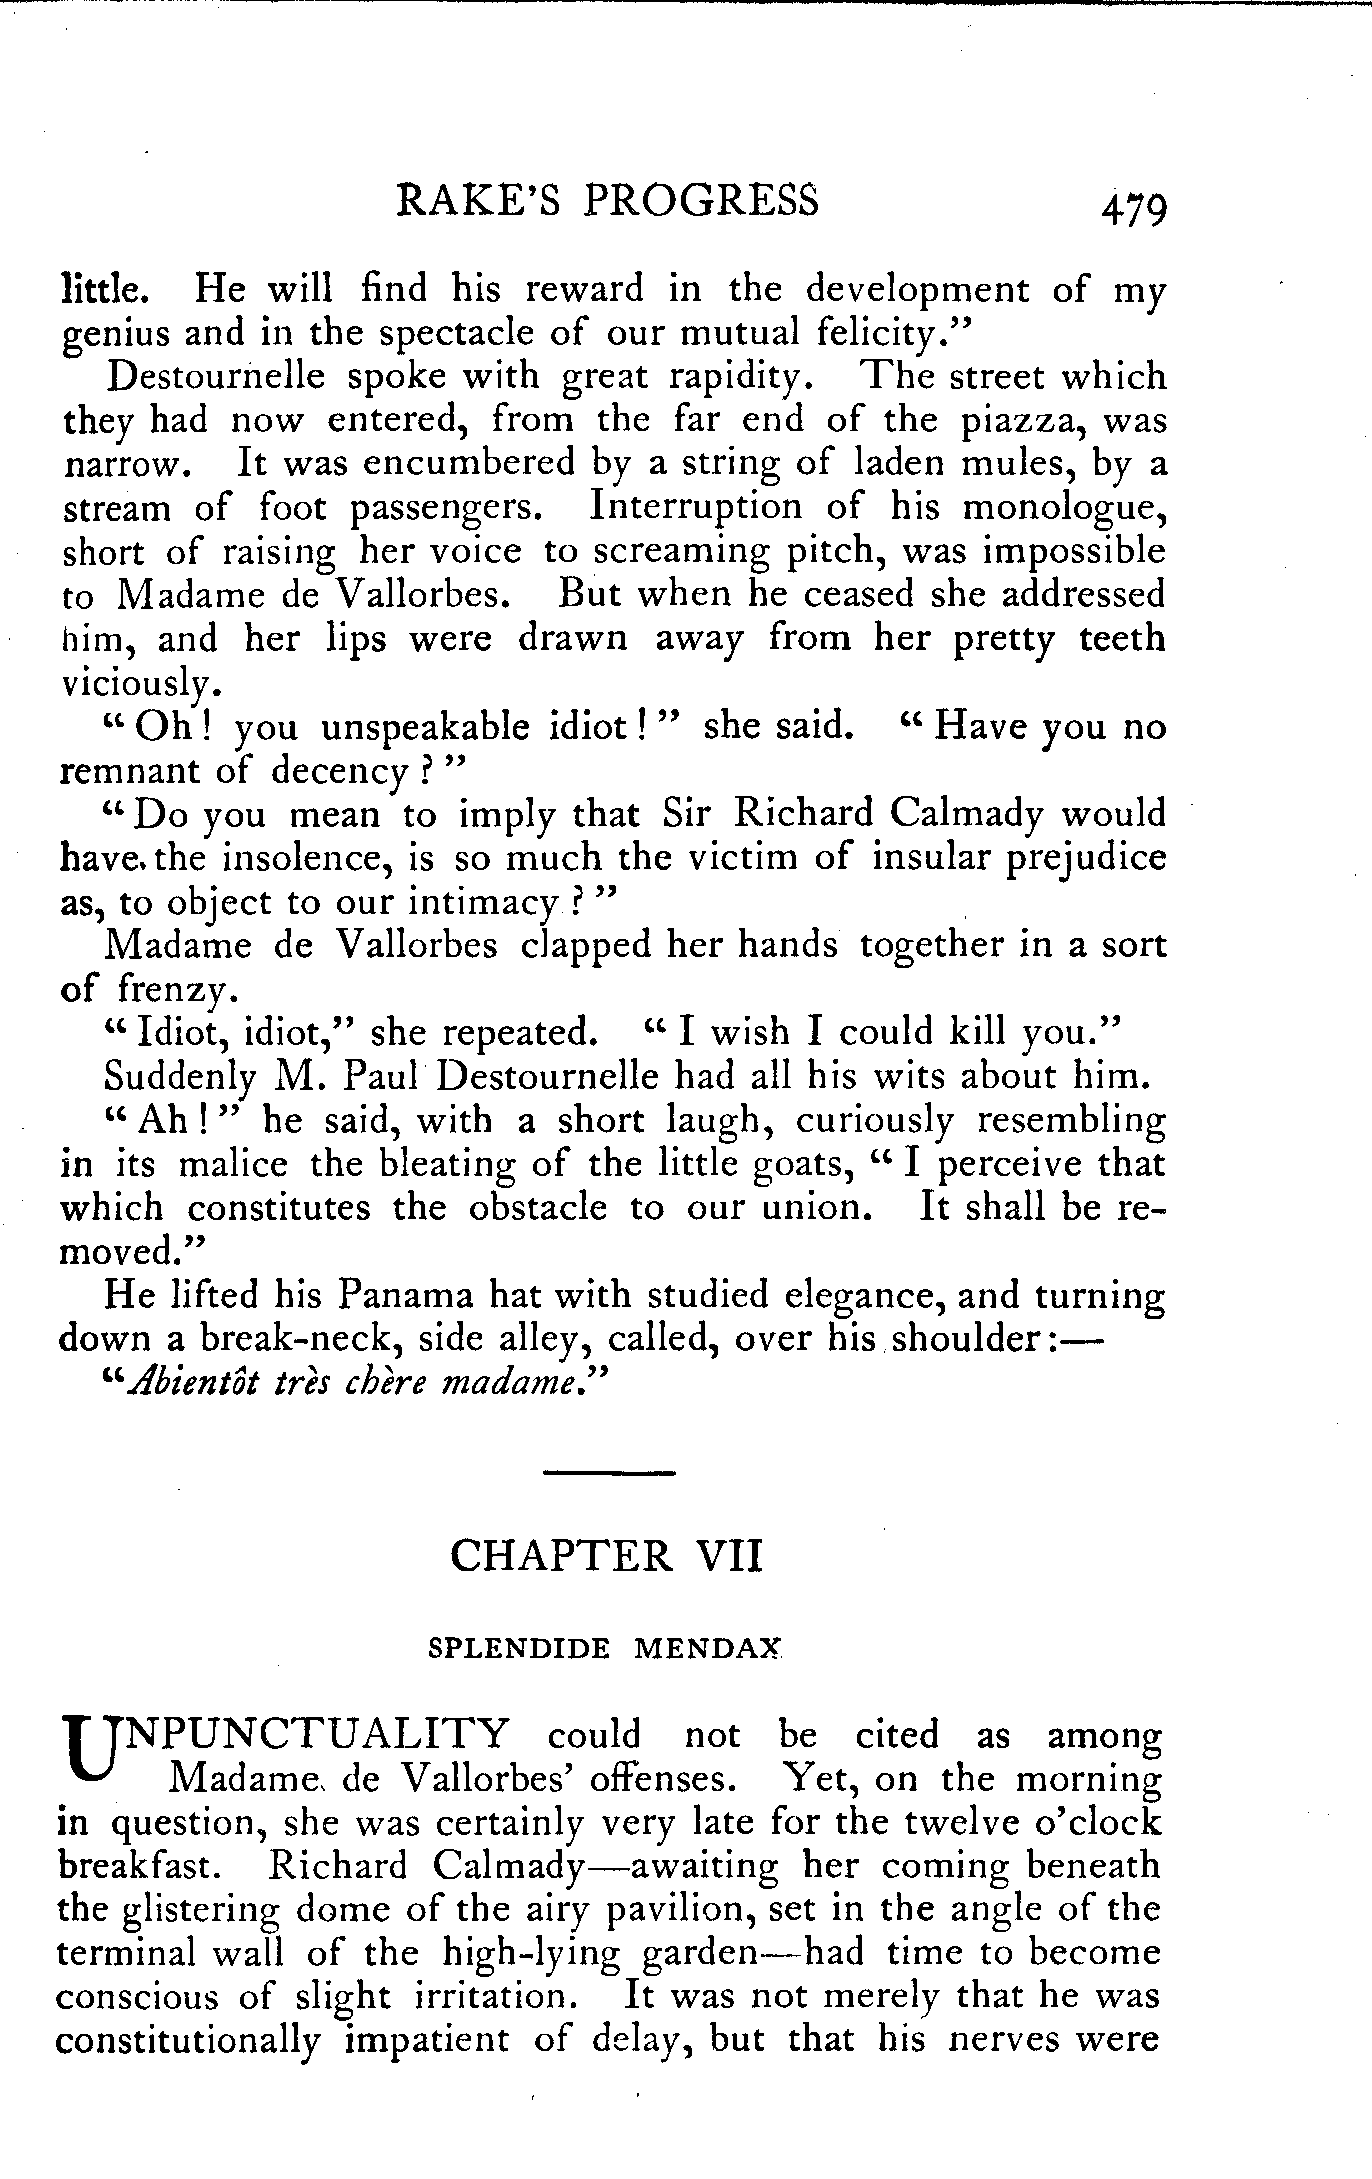 RAKE'S PROGRESS 479
little. He will find his reward in the development of my
genius and in the spectacle of our mutual felicity."
Destournelle spoke with great rapidity. The street which
they had now entered, from the far end of the piazza, was
narrow. It was encumbered by a string of laden mules, by a
stream of foot passengers. Interruption of his monologue,
short of raising her voice to screaming pitch, was impossible
to Madame de Vallorbes. But when he ceased she addressed
him, and her lips were drawn away from her pretty teeth
viciously.
"Oh! you unspeakable idiot!" she said. "Have you no
remnant of decency?"
"Do you mean to imply that Sir Richard Calmady would
have the insolence, is so much the victim of insular prejudice
as, to object to our intimacy?"
Madame de Vallorbes clapped her hands together in a sort
of frenzy.
"Idiot, idiot," she repeated. "I wish I could kill you."
Suddenly M. Paul Destournelle had all his wits about him.
"Ah!" he said, with a short laugh, curiously resembling
in its malice the bleating of the little goats, "I perceive that
which constitutes the obstacle to our union. It shall be re-
moved."
He lifted his Panama hat with studied elegance, and turning
down a break-neck, side alley, called, over his shoulder:—
"Abientôt très chère madame."
CHAPTER VII
SPLENDIDE MENDAX
UNPUNCTUALITY could not be cited as among
Madame de Vallorbes' offenses. Yet, on the morning
in question, she was certainly very late for the twelve o'clock
breakfast. Richard Calmady—awaiting her coming beneath
the glistering dome of the airy pavilion, set in the angle of the
terminal wall of the high-lying garden—had time to become
conscious of slight irritation. It was not merely that he was
constitutionally impatient of delay, but that his nerves were